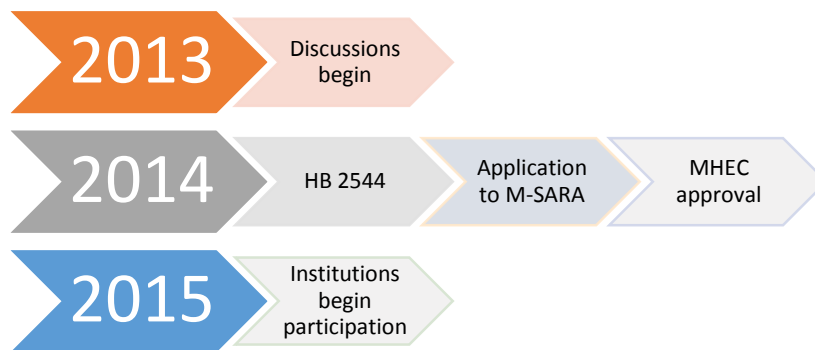 2013
Discussions
begin
2014
HB 2544
Application
to M-SARA
MHEC
approval
2015
Institutions
begin
participation